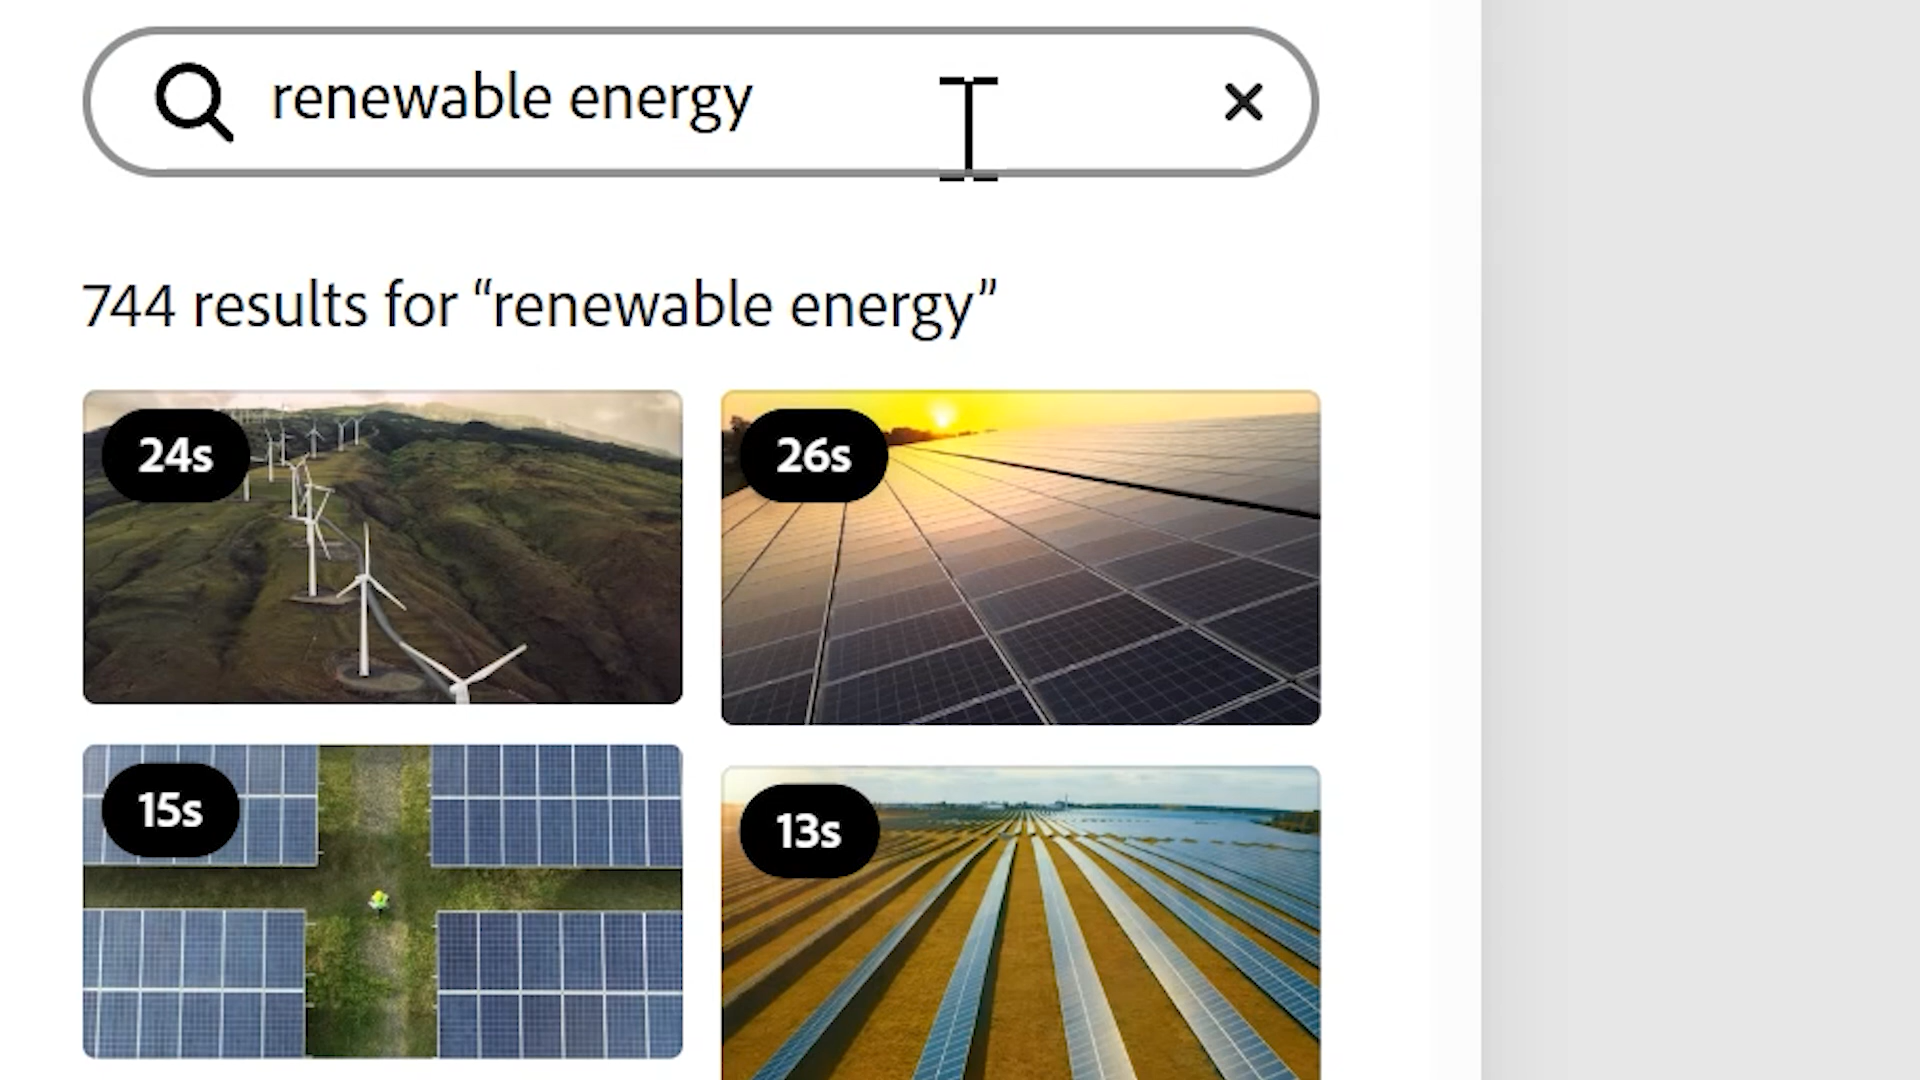 renewable energy
744 results for “renewable energy”
24s
26s
15s
13s